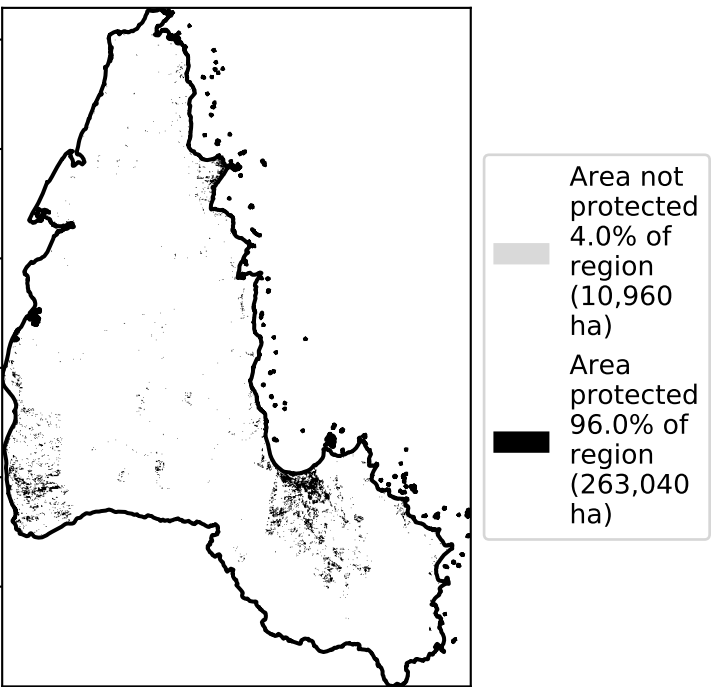 Area not
protected
4.0% of
region
(10,960
ha)
Area
protected
96.0% of
region
(263,040
ha)